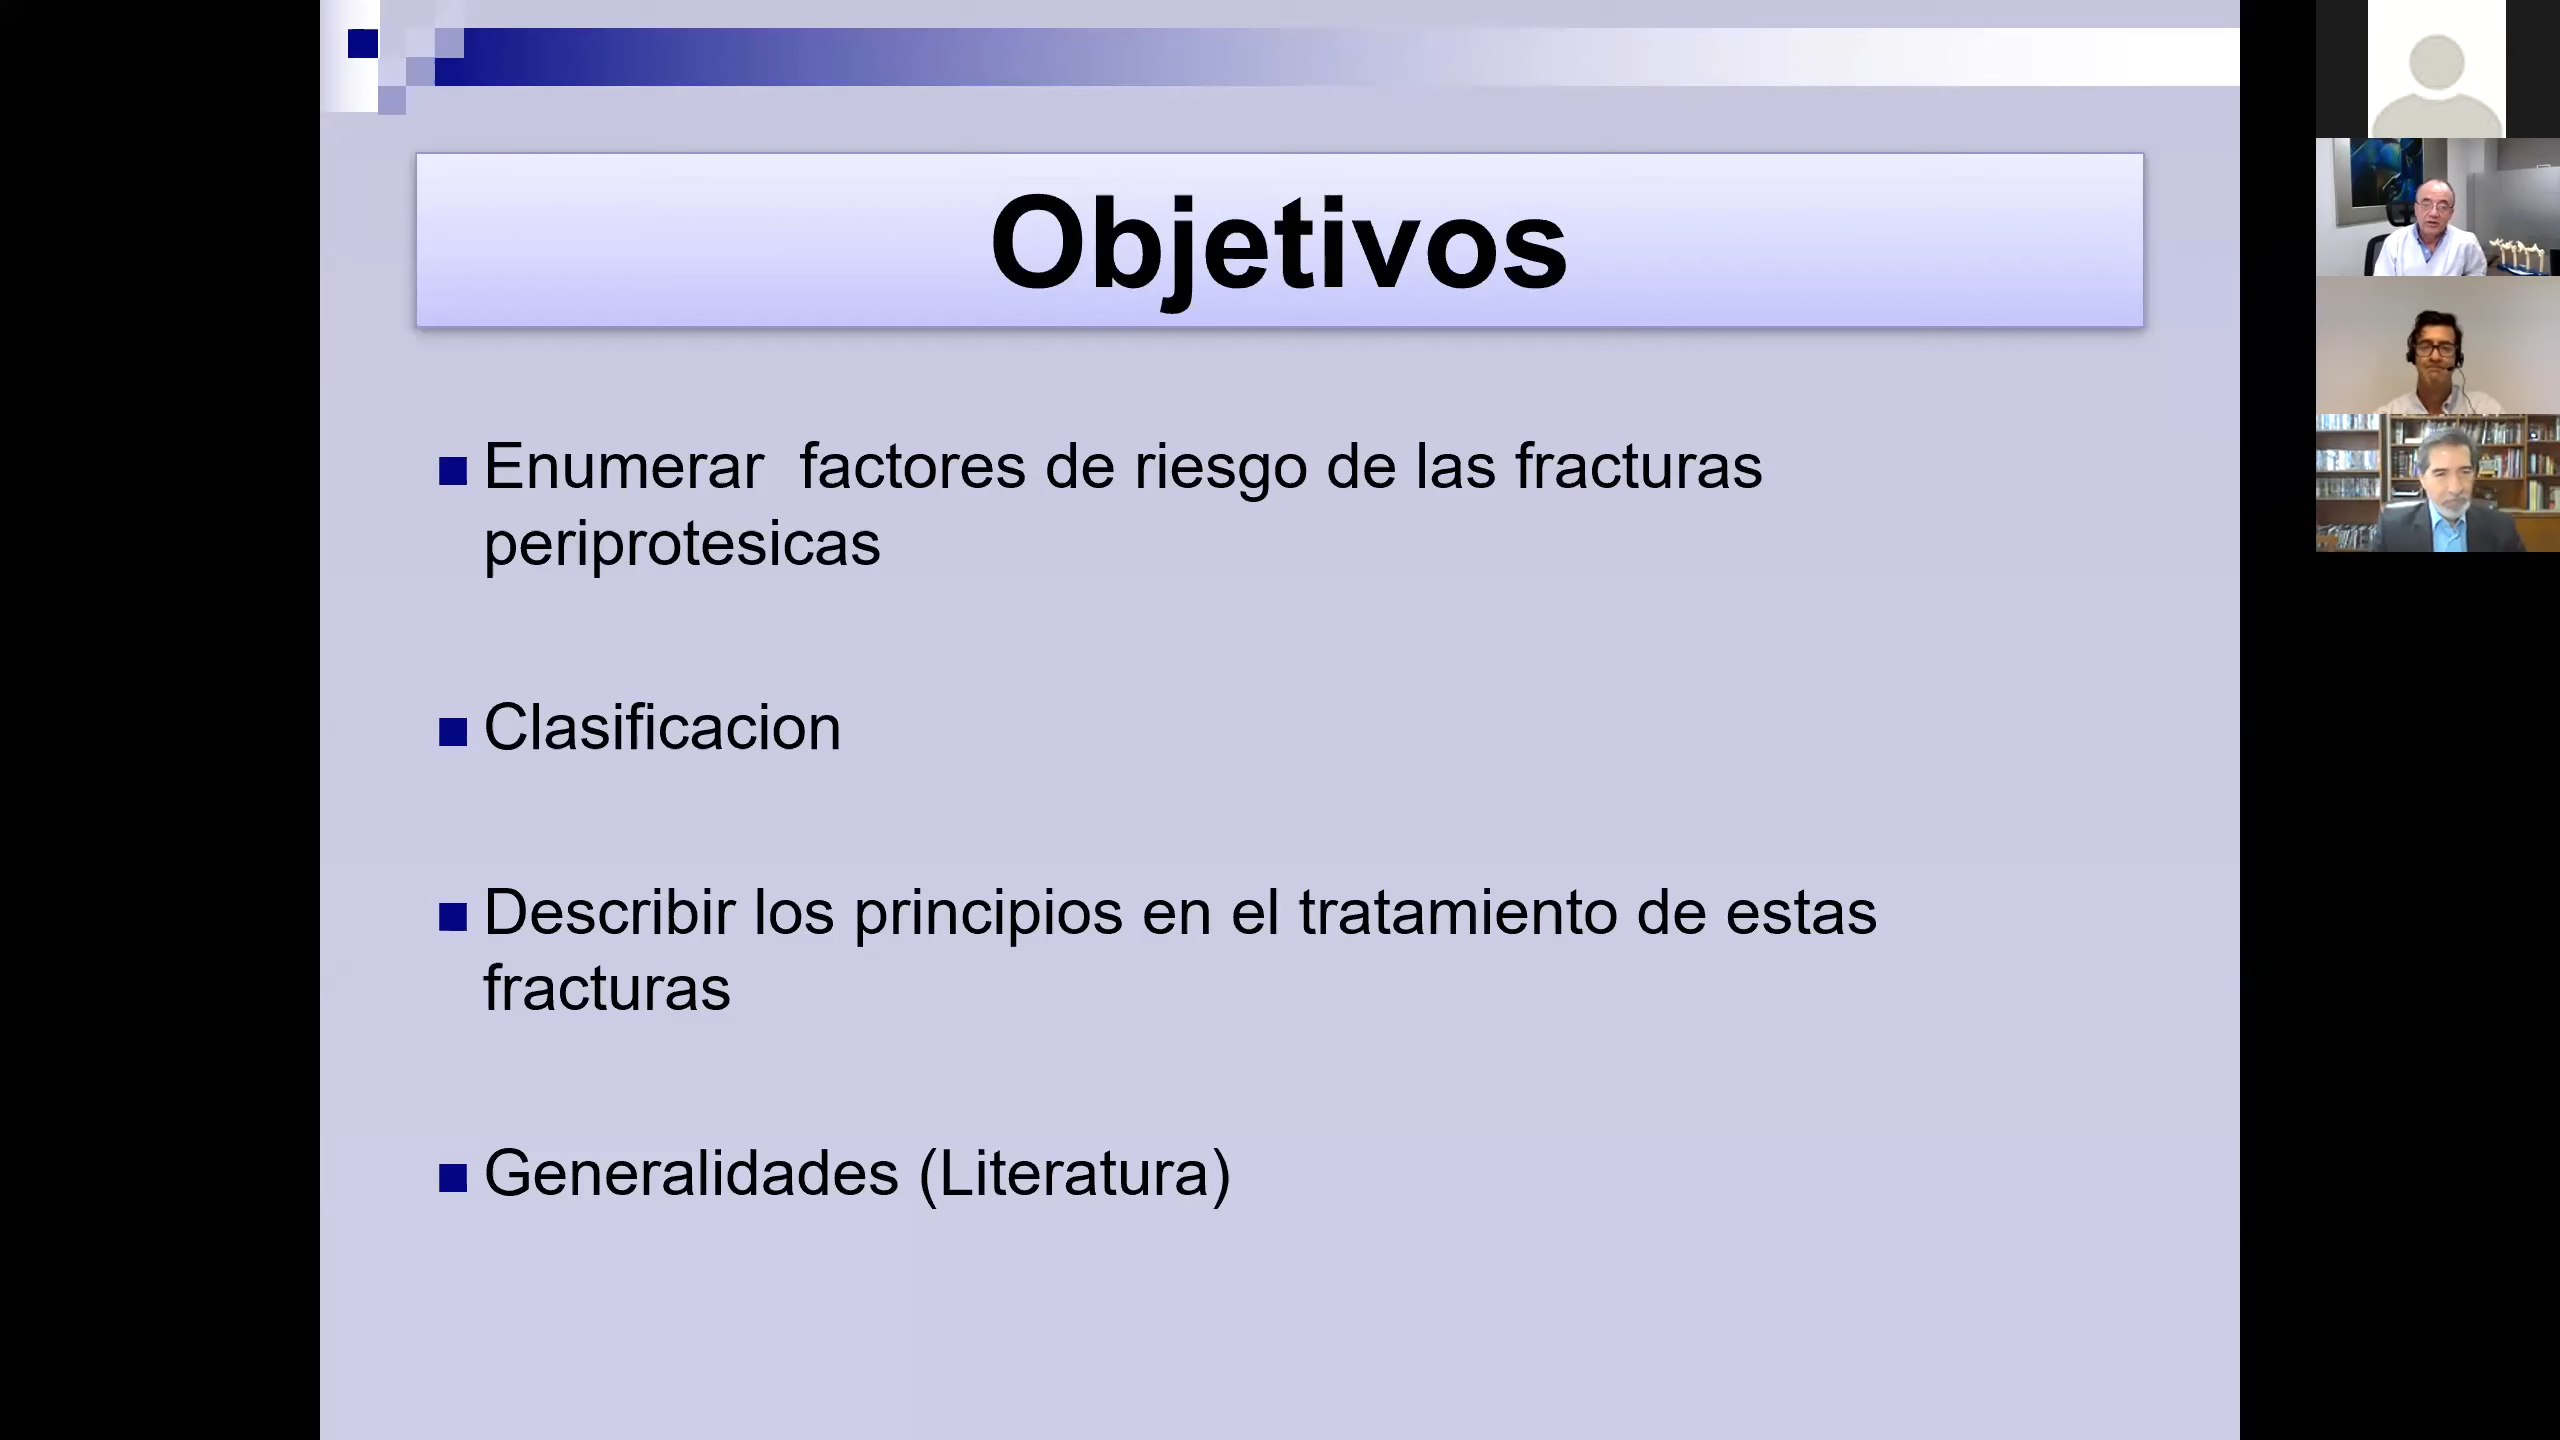 Objetivos
Enumerar  factores de riesgo de las fracturas
periprotesicas
Clasificacion
Describir los principios en el tratamiento de estas
fracturas
Generalidades (Literatura)